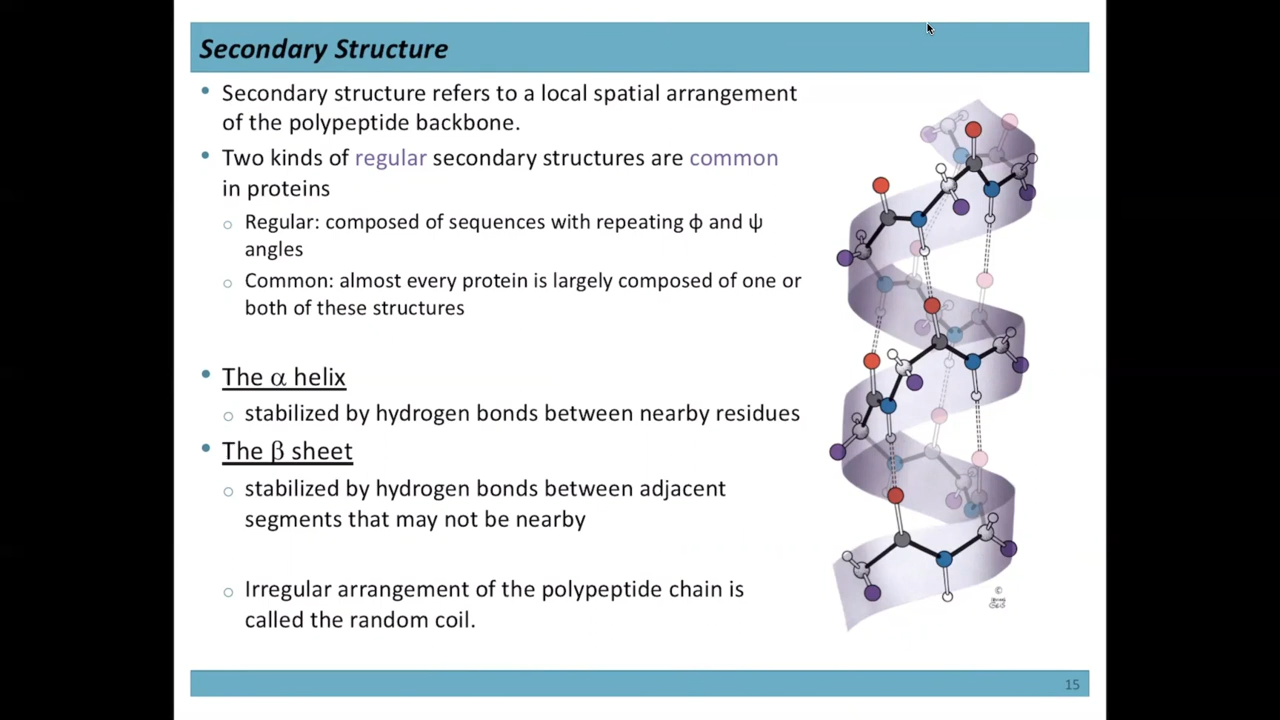 Secondary Structure
• Secondary structure refers to a local spatial arrangement
of the polypeptide backbone.
• Two kinds of regular secondary structures are common
in proteins
○ Regular: composed of sequences with repeating ϕ and ψ
angles
○ Common: almost every protein is largely composed of one or
both of these structures
• The α helix
○ stabilized by hydrogen bonds between nearby residues
• The β sheet
○ stabilized by hydrogen bonds between adjacent
segments that may not be nearby
○ Irregular arrangement of the polypeptide chain is
called the random coil.
©
15